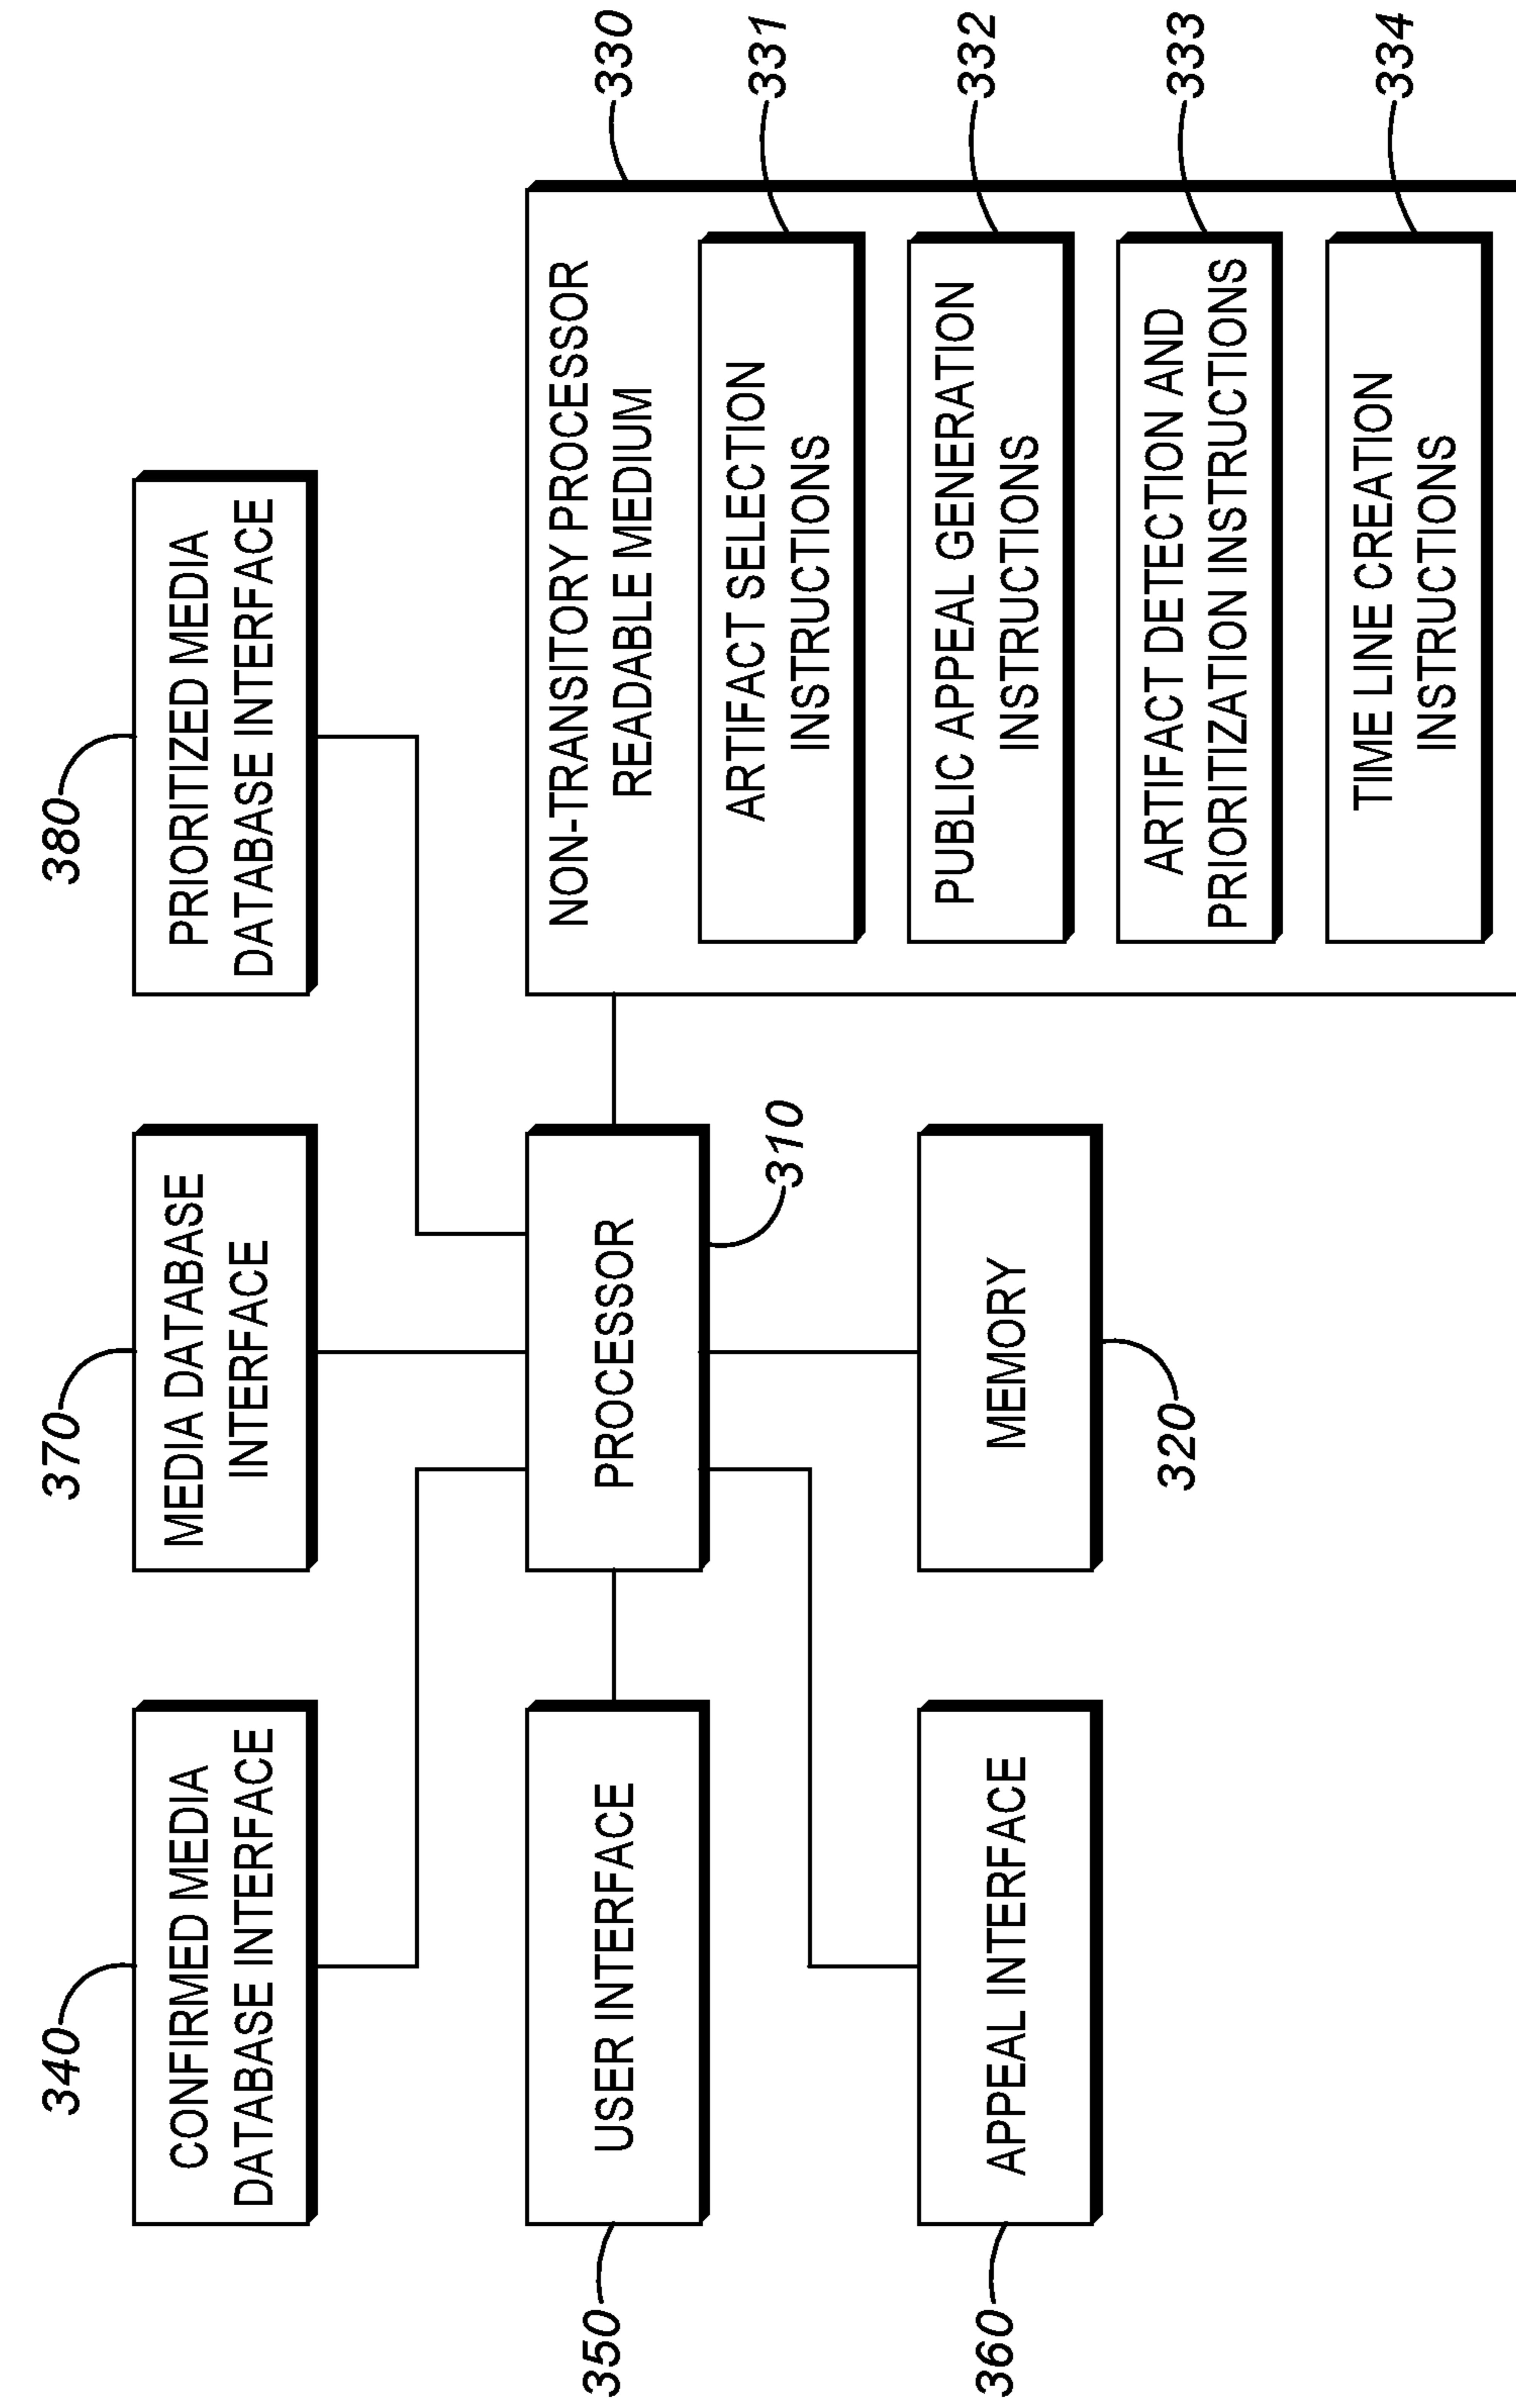 340
CONFIRMED MEDIA
DATABASE INTERFACE
370
MEDIA DATABASE
INTERFACE
380
PRIORITIZED MEDIA
DATABASE INTERFACE
350
USER INTERFACE
PROCESSOR
310
360
APPEAL INTERFACE
MEMORY
320
NON-TRANSITORY PROCESSOR
READABLE MEDIUM
330
ARTIFACT SELECTION
INSTRUCTIONS
331
PUBLIC APPEAL GENERATION
INSTRUCTIONS
332
ARTIFACT DETECTION AND
PRIORITIZATION INSTRUCTIONS
333
TIME LINE CREATION
INSTRUCTIONS
334